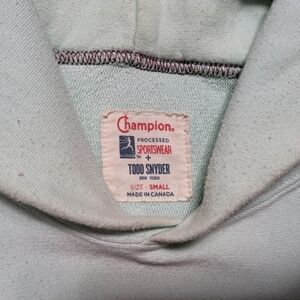 Champion®
PROCESSED
SPORTSWEAR
+
TODD SNYDER
NEW YORK
SIZE - SMALL
MADE IN CANADA